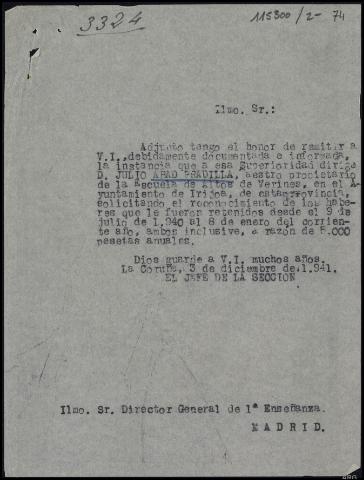 3324
115300/2-74
Ilmo. Sr.:
Adjunto tengo el honor de remitir a
V.I., debidamente documentada e informada,
la instancia que a esa Superioridad dirige
D. JULIO ABAD PRADILLA, aestro propietario
de la escuela de Altos de Verines, en el A-
yuntamiento de Irijoa, de esta provincia,
solicitando el reconocimiento de los habe-
res que le fueron retenidos desde el 9 de
julio de 1.940 al 8 de enero del corrien-
te año, ambos inclusive, a razón de 5.000
pesetas anuales.
Dios guarde a V.I. muchos años.
La Coruña, 3 de diciembre de 1.941.
EL JEFE DE LA SECCION
Ilmo. Sr. Director General de 1ª Enseñanza.
MADRID.